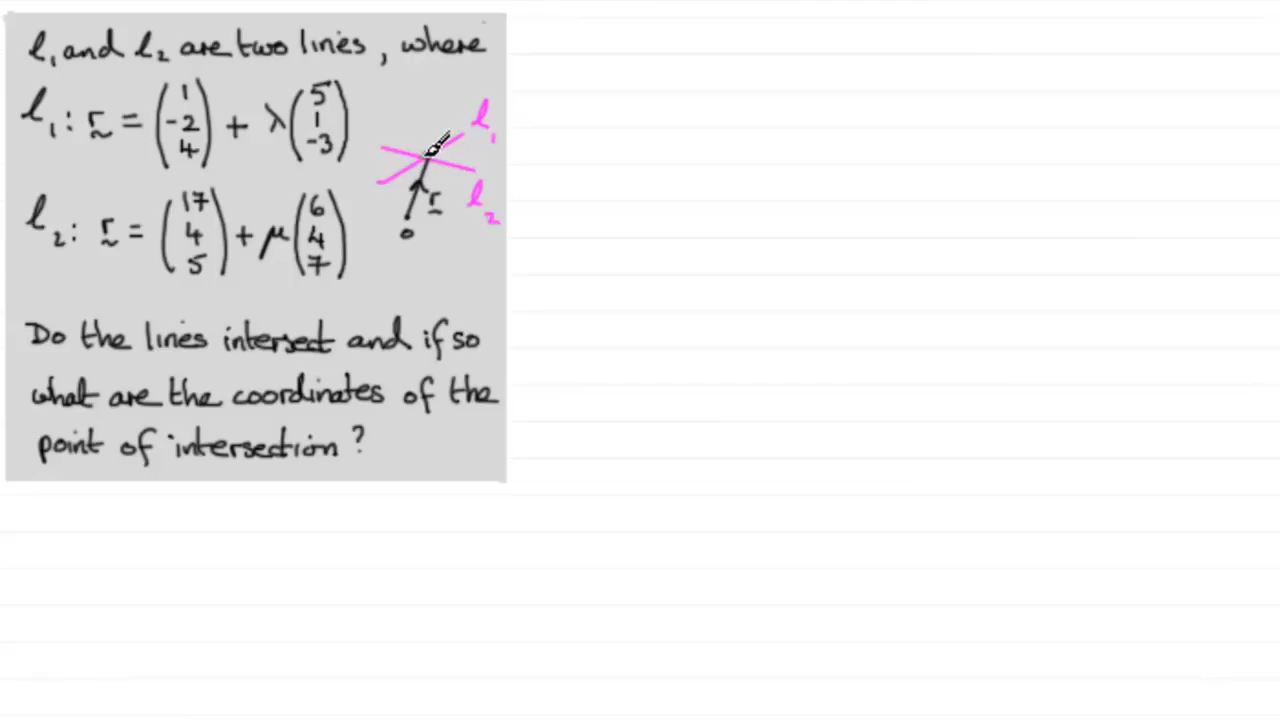 l₁ and l₂ are two lines, where
l₁: r = (1 -2 4) + λ(5 1 -3)
l₂: r = (17 4 5) + μ(6 4 7)
l₁
l₂
r
o
Do the lines intersect and if so
what are the coordinates of the
point of intersection?